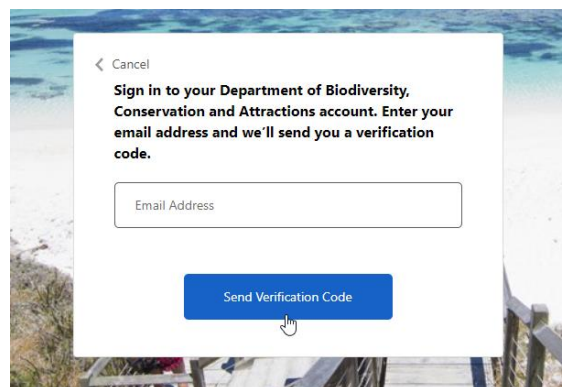 Cancel
Sign in to your Department of Biodiversity,
Conservation and Attractions account. Enter your
email address and we'll send you a verification
code.
Email Address
Send Verification Code